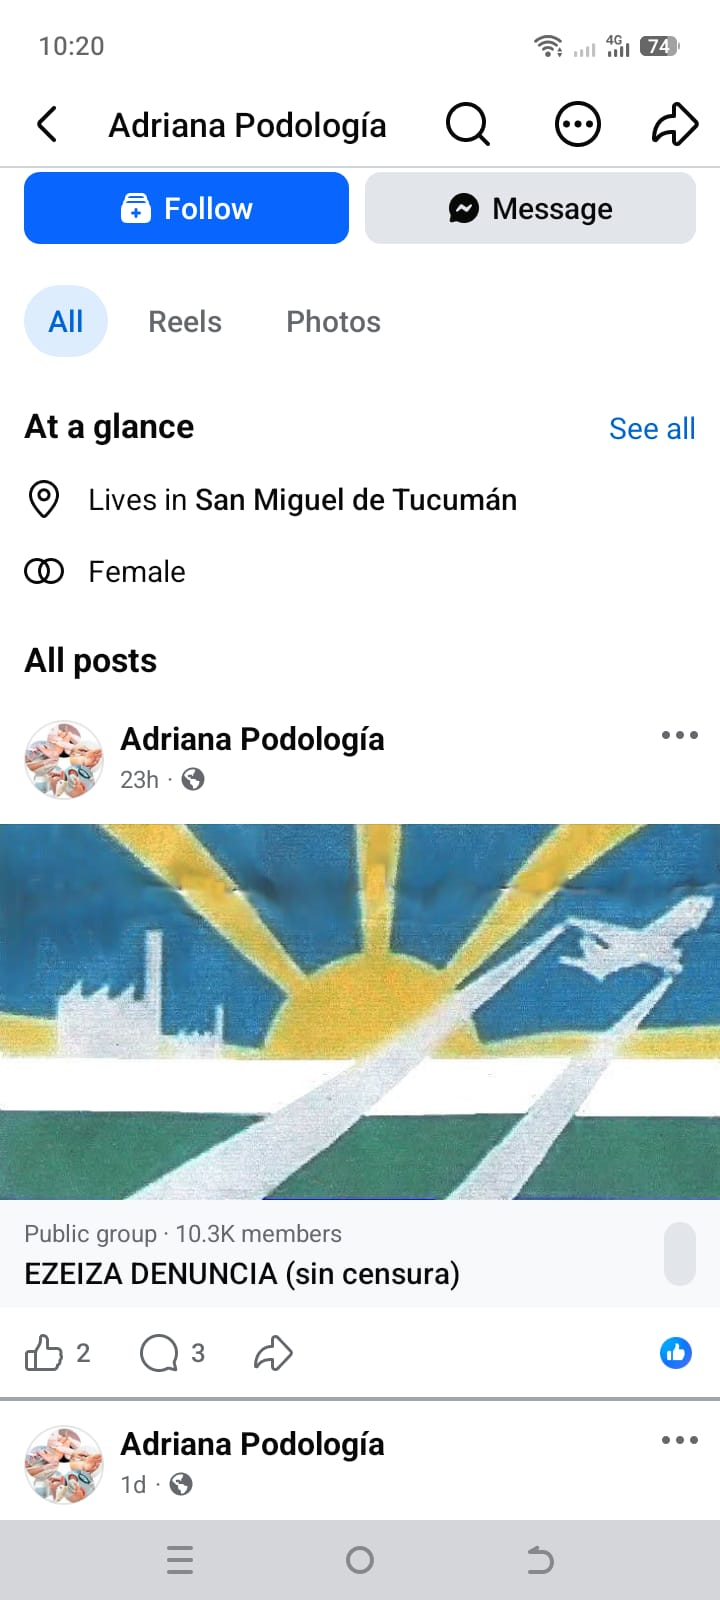 10:20
4G
74
Adriana Podología
Follow
Message
All
Reels
Photos
At a glance
See all
Lives in San Miguel de Tucumán
Female
All posts
Adriana Podología
23h ·
Public group · 10.3K members
EZEIZA DENUNCIA (sin censura)
2
3
Adriana Podología
1d ·